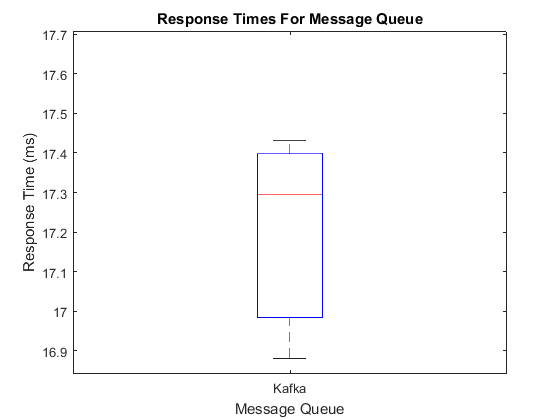 Response Times For Message Queue
17.7
17.6
17.5
17.4
17.3
17.2
17.1
17
16.9
Response Time (ms)
Kafka
Message Queue